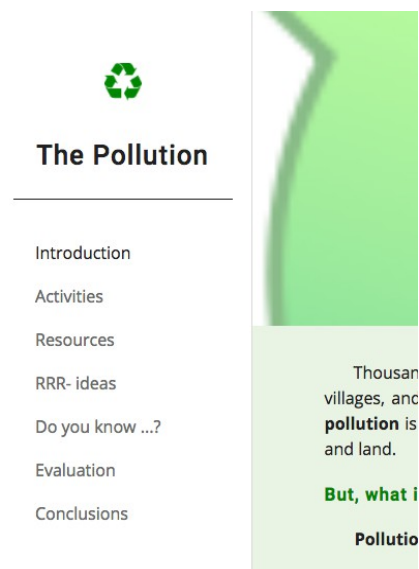 The Pollution
Introduction
Activities
Resources
RRR- ideas
Do you know ...?
Evaluation
Conclusions
villages, and
pollution is
and land.
But, what i